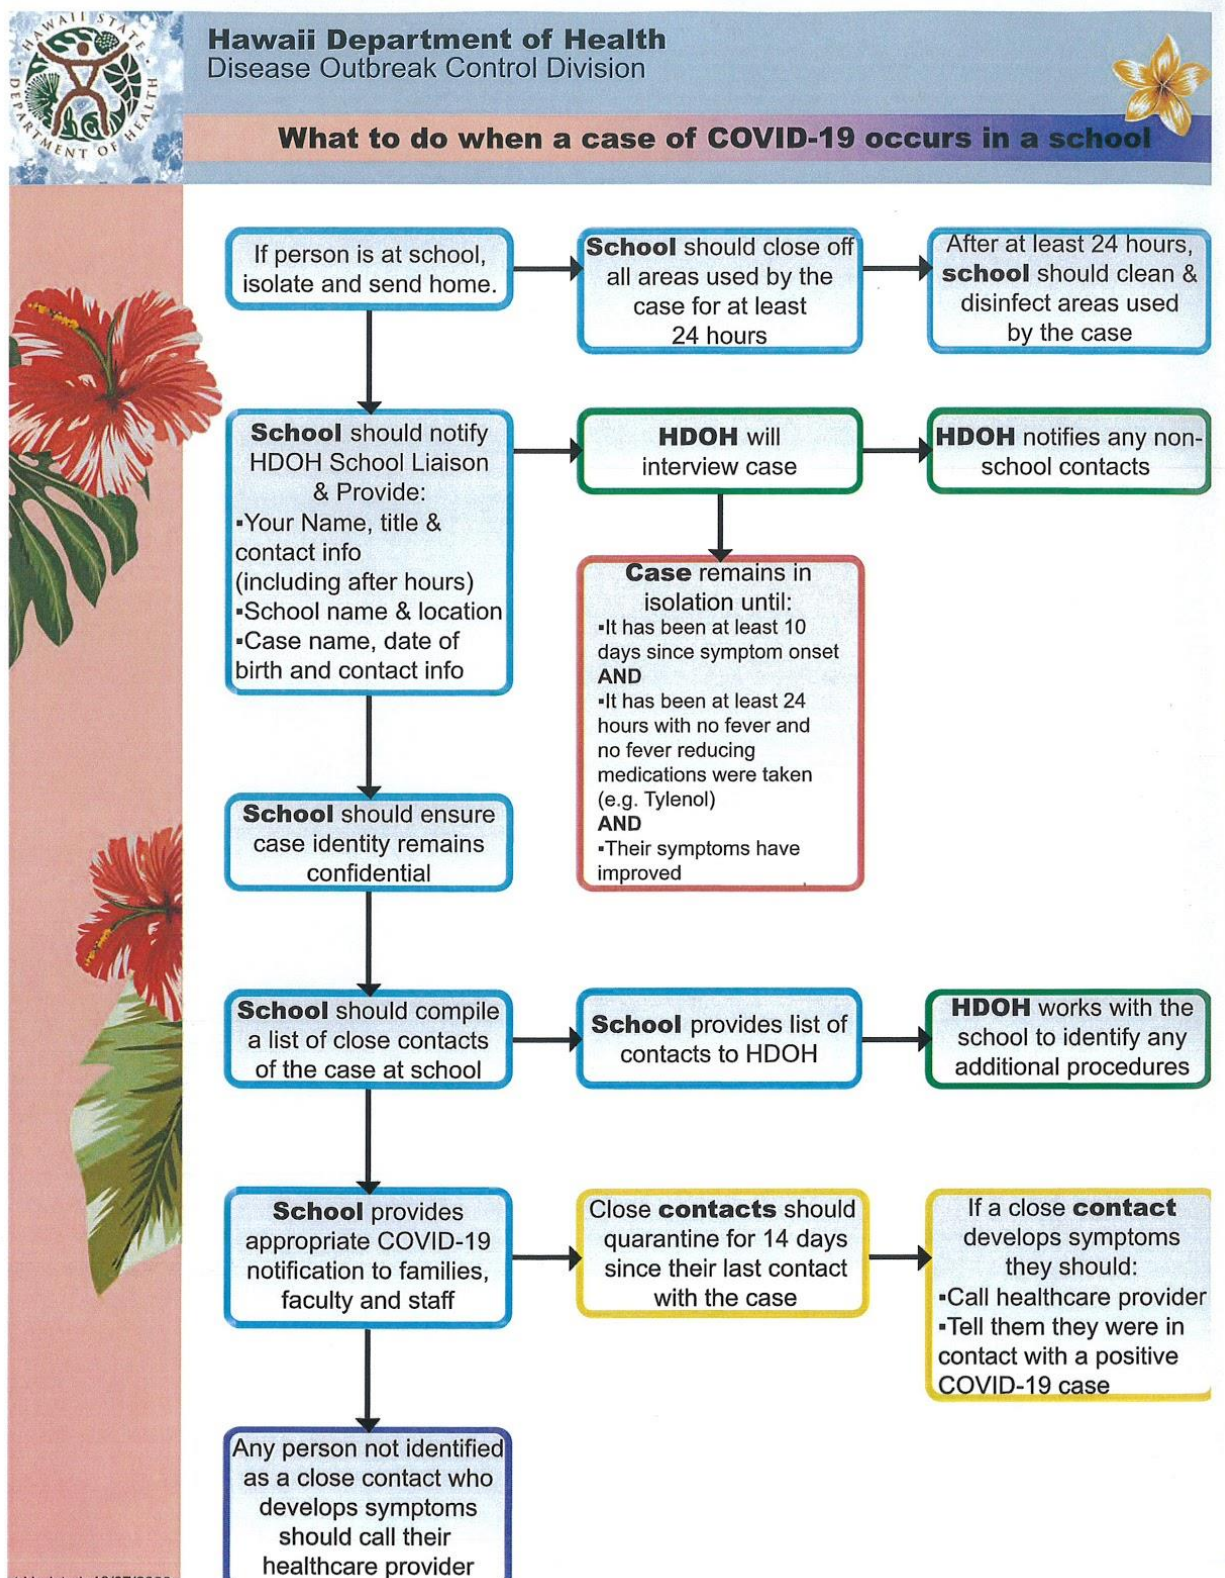 HAWAII STATE
DEPARTMENT OF HEALTH
Hawaii Department of Health
Disease Outbreak Control Division
What to do when a case of COVID-19 occurs in a school
If person is at school,
isolate and send home.
School should close off
all areas used by the
case for at least
24 hours
After at least 24 hours,
school should clean &
disinfect areas used
by the case
School should notify
HDOH School Liaison
& Provide:
▪Your Name, title &
contact info
(including after hours)
▪School name & location
▪Case name, date of
birth and contact info
HDOH will
interview case
HDOH notifies any non-
school contacts
Case remains in
isolation until:
▪It has been at least 10
days since symptom onset
AND
▪It has been at least 24
hours with no fever and
no fever reducing
medications were taken
(e.g. Tylenol)
AND
▪Their symptoms have
improved
School should ensure
case identity remains
confidential
School should compile
a list of close contacts
of the case at school
School provides list of
contacts to HDOH
HDOH works with the
school to identify any
additional procedures
School provides
appropriate COVID-19
notification to families,
faculty and staff
Close contacts should
quarantine for 14 days
since their last contact
with the case
If a close contact
develops symptoms
they should:
▪Call healthcare provider
▪Tell them they were in
contact with a positive
COVID-19 case
Any person not identified
as a close contact who
develops symptoms
should call their
healthcare provider